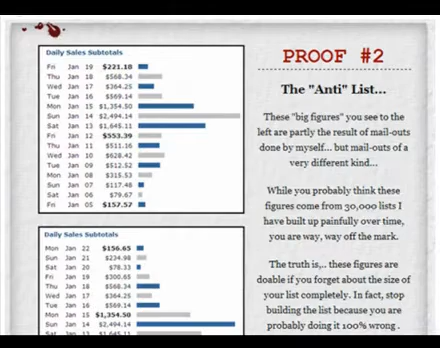 Daily Sales Subtotals
Fri Jan 19 $221.10
Thu Jan 18 $568.34
Wed Jan 17 $364.25
Tue Jan 16 $569.14
Mon Jan 15 $1,354.50
Sun Jan 14 $2,494.14
Sat Jan 13 $1,645.11
Fri Jan 12 $553.39
Thu Jan 11 $511.16
Wed Jan 10 $628.42
Tue Jan 09 $512.52
Mon Jan 08 $315.53
Sun Jan 07 $117.48
Sat Jan 06 $79.67
Fri Jan 05 $157.57
Daily Sales Subtotals
Mon Jan 22 $156.65
Sun Jan 21 $234.98
Sat Jan 20 $78.33
Fri Jan 19 $300.65
Thu Jan 18 $568.34
Wed Jan 17 $364.25
Tue Jan 16 $569.14
Mon Jan 15 $1,354.50
Sun Jan 14 $2,494.14
Sat Jan 13
PROOF #2
The "Anti" List...
These "big figures" you see to the
left are partly the result of mail-outs
done by myself... but mail-outs of a
very different kind...
While you probably think these
figures come from 30,000 lists I
have built up painfully over time,
you are way, way off the mark.
The truth is,.. these figures are
doable if you forget about the size of
your list completely. In fact, stop
building the list because you are
probably doing it 100% wrong .